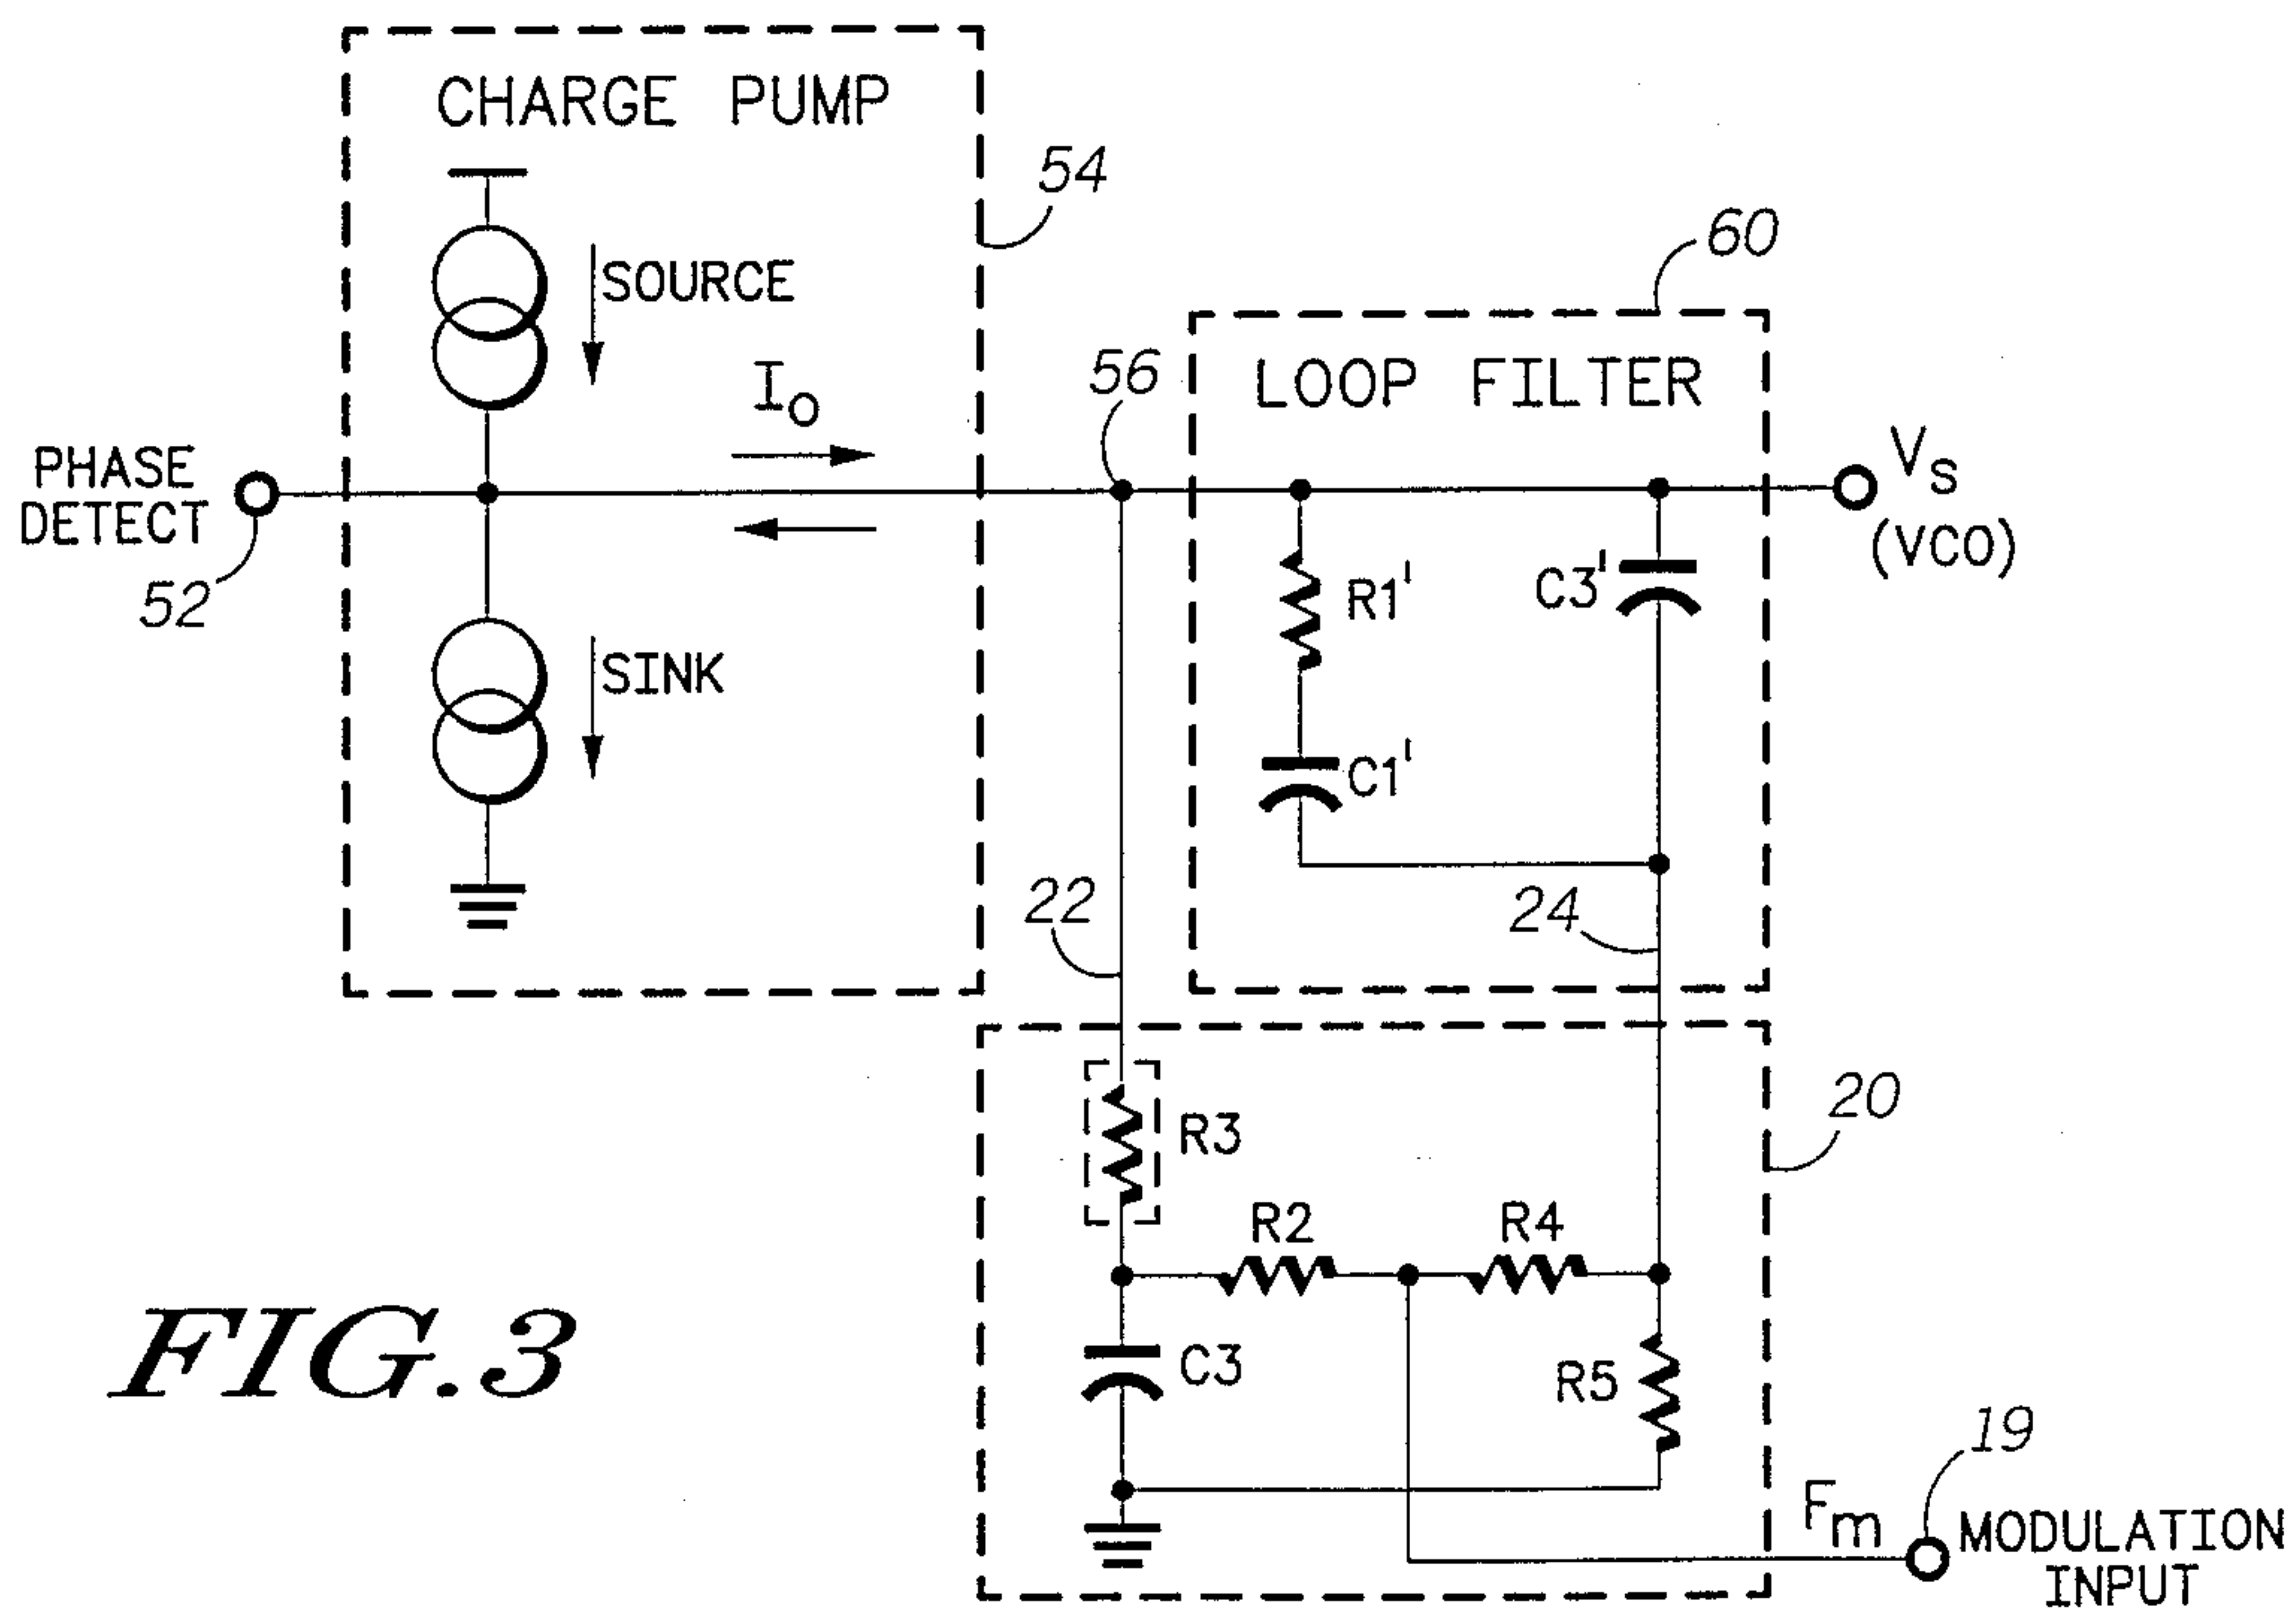 CHARGE PUMP
54
SOURCE
60
I₀
56
LOOP FILTER
PHASE
DETECT
Vs
(VCO)
52
R1'
C3'
SINK
C1'
22
24
20
R3
R2
R4
C3
R5
FIG.3
19
Fm
MODULATION
INPUT